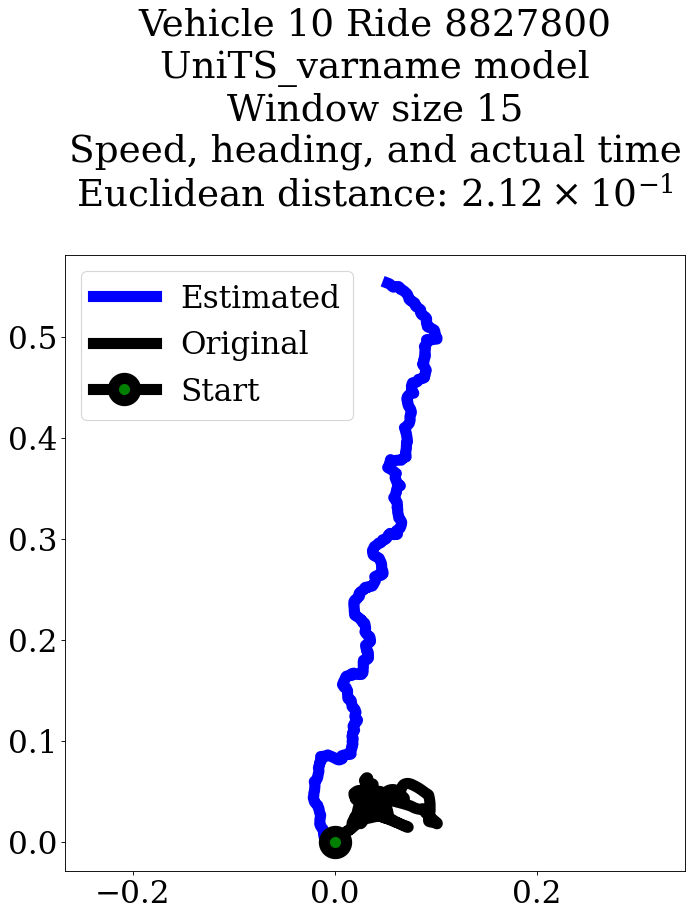 Vehicle 10 Ride 8827800
UniTS_varname model
Window size 15
Speed, heading, and actual time
Euclidean distance: 2.12 × 10⁻¹
Estimated
Original
Start
0.5
0.4
0.3
0.2
0.1
0.0
−0.2 0.0 0.2